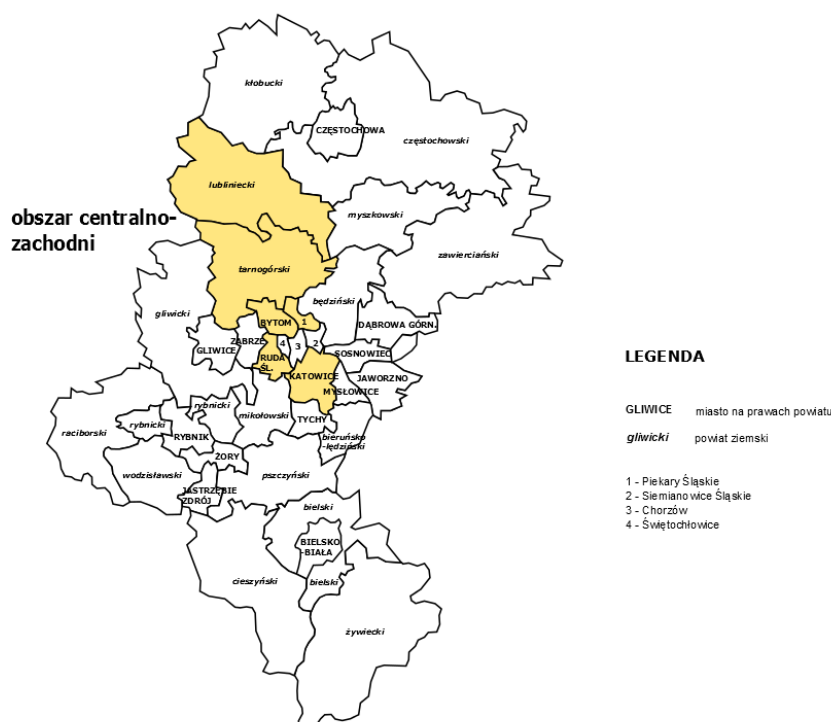 kłobucki
CZĘSTOCHOWA
częstochowski
lubliniecki
obszar centralno-
zachodni
myszkowski
zawierciański
tarnogórski
będziński
gliwicki
BYTOM
1
DĄBROWA GÓRN.
ZABRZE
4
3
2
GLIWICE
SOSNOWIEC
RUDA
ŚL.
KATOWICE
JAWORZNO
MYSŁOWICE
LEGENDA
GLIWICE miasto na prawach powiatu
gliwicki powiat ziemski
rybnicki
mikołowski
TYCHY
raciborski
rybnicki
RYBNIK
bieruńsko
-lędziński
ŻORY
wodzisławski
pszczyński
JASTRZĘBIE
ZDRÓJ
1 - Piekary Śląskie
2 - Siemianowice Śląskie
3 - Chorzów
4 - Świętochłowice
bielski
BIELSKO
-BIAŁA
cieszyński
bielski
żywiecki